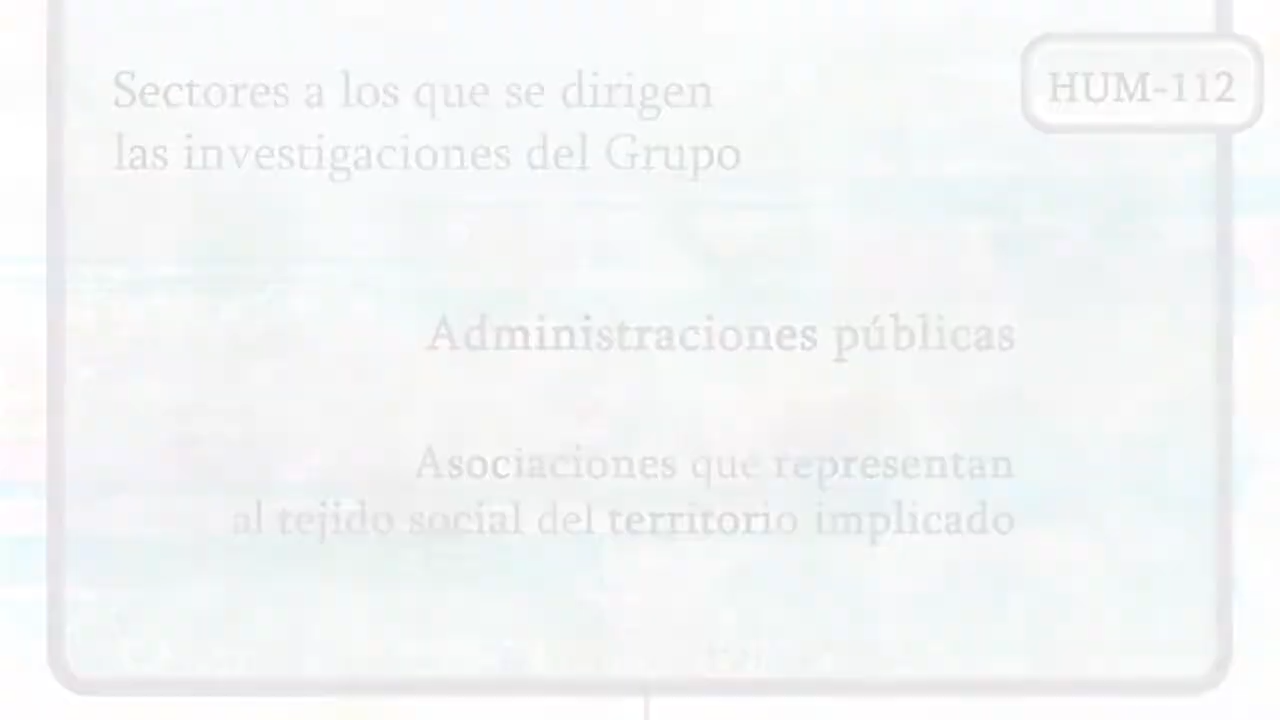 Sectores a los que se dirigen
las investigaciones del Grupo
HUM-112
Administraciones públicas
Asociaciones que representan
al tejido social del territorio implicado